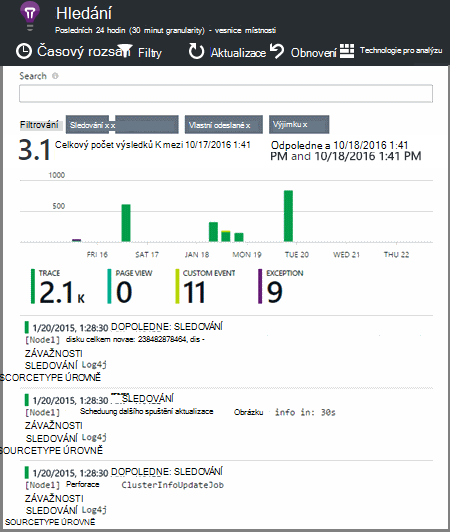 Hledání
Posledních 24 hodin (30 minut granularity) - vesnice místnosti
Časový rozsah Filtry Aktualizace Obnovení Technologie pro analýzu
Search
Filtrování Sledování x x Vlastní odeslané x Výjimku x
3.1 Celkový počet výsledků K mezi 10/17/2016 1:41 Odpoledne a 10/18/2016 1:41
PM and 10/18/2016 1:41 PM
1000
500
FRI 16 SAT 17 JAN 18 MON 19 TUE 20 WED 21 THU 22
TRACE PAGE VIEW CUSTOM EVENT EXCEPTION
2.1 K 0 11 9
1/20/2015, 1:28:30 DOPOLEDNE: SLEDOVÁNÍ
[Node1] disku celkem novae: 238482878464, dis -
ZÁVAŽNOSTI
SLEDOVÁNÍ Log4j
SCORCETYPE ÚROVNĚ
1/20/2015, 1:28:30 SLEDOVÁNÍ
[Node1] Scheduung dalšího spuštění aktualizace Obrázku info in: 30s
ZÁVAŽNOSTI
SLEDOVÁNÍ Log4j
SOURCETYPE ÚROVNĚ
1/20/2015, 1:28:30 DOPOLEDNE: SLEDOVÁNÍ
[Node1] Perforace ClusterInfoUpdateJob
ZÁVAŽNOSTI
SLEDOVÁNÍ Log4j
SOURCETYPE ÚROVNĚ